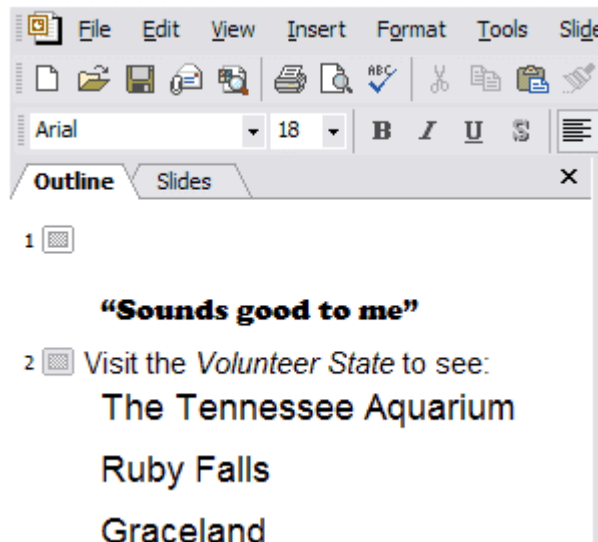 File Edit View Insert Format Tools Slide
ABC
Arial 18 B I U S
Outline Slides
1
“Sounds good to me”
2 Visit the Volunteer State to see:
The Tennessee Aquarium
Ruby Falls
Graceland